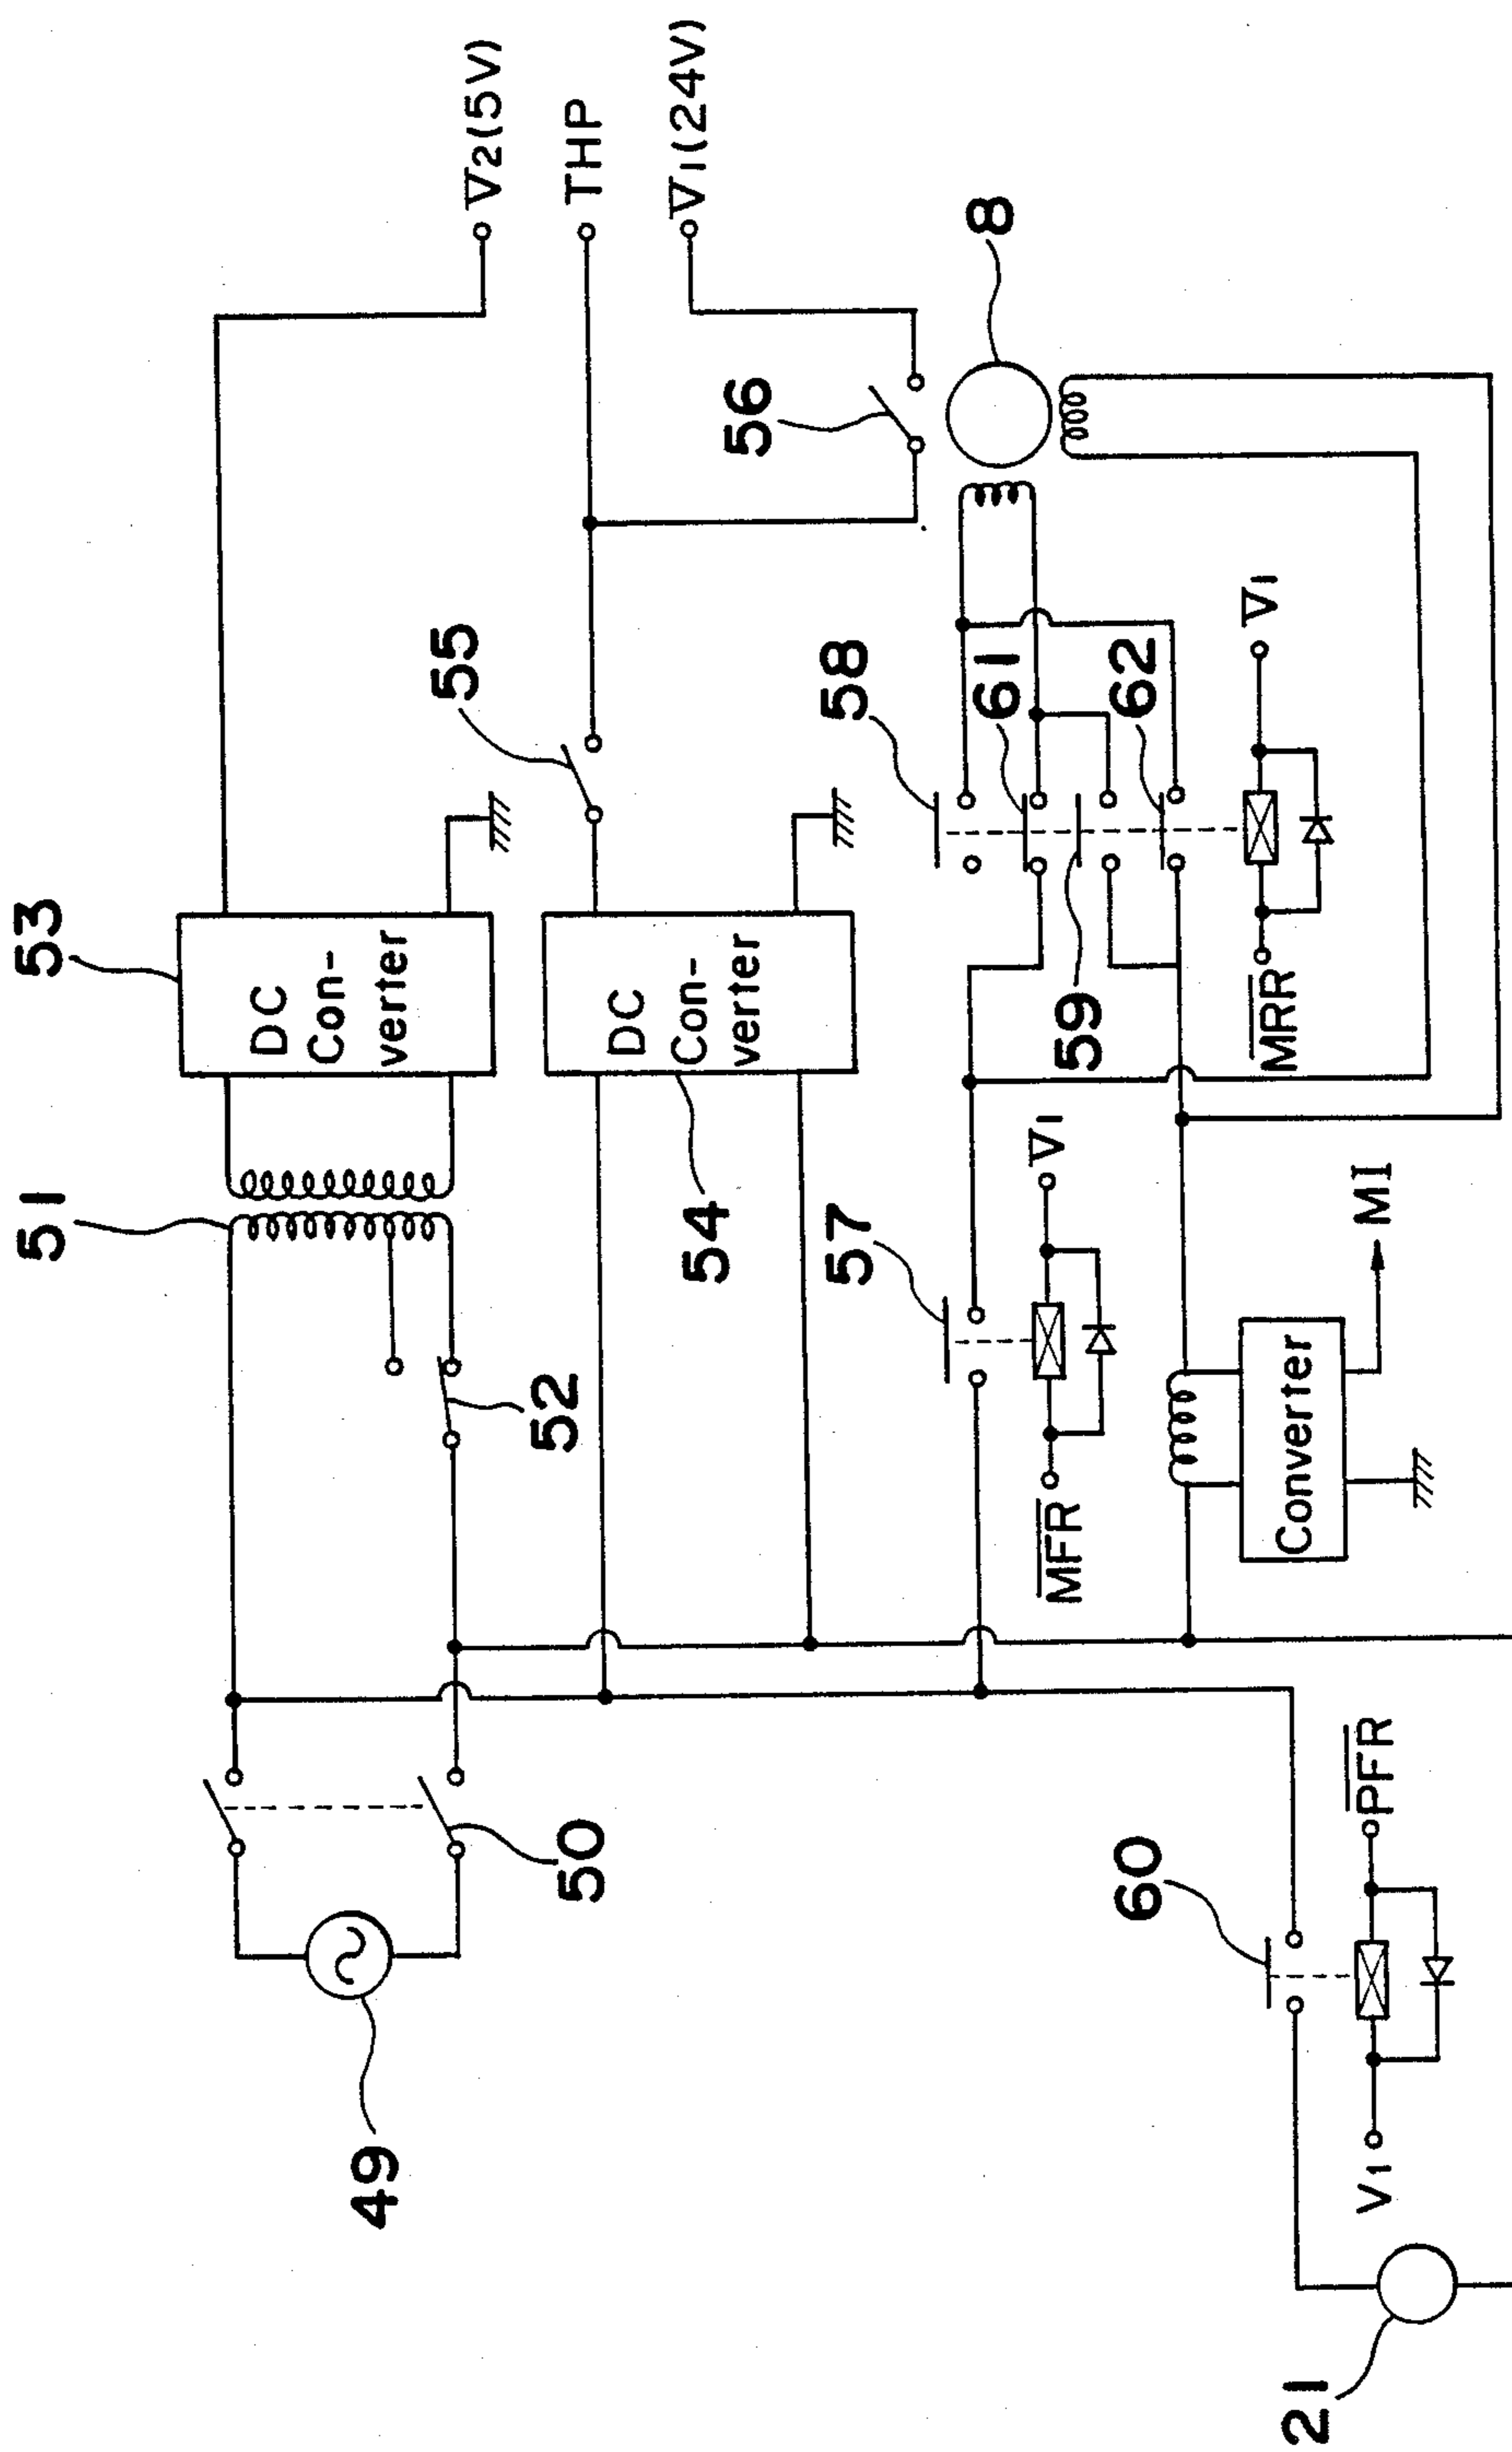 V2(5V)
THP
V1(24V)
53
51
55
56
8
DC
Con-
verter
DC
Con-
verter
52
54
50
49
57
58
61
59
62
V1
V1
MFR
MRR
Converter
MI
60
PFR
V1
21